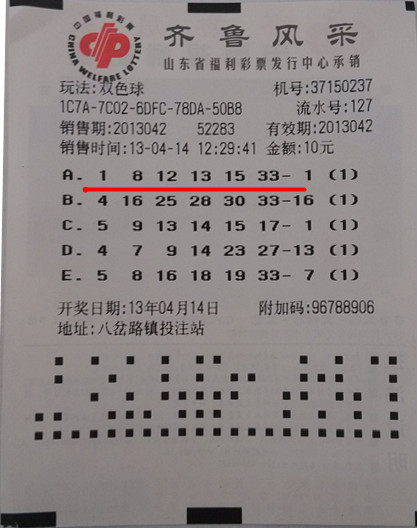 中国福利彩票
CHINA WELFARE LOTTERY
齐鲁风采
山东省福利彩票发行中心承销
玩法:双色球 机号:37150237
1C7A-7C02-6DFC-78DA-50B8 流水号:127
销售期:2013042 52283 有效期:2013042
销售时间:13-04-14 12:29:41 金额:10元
A. 1 8 12 13 15 33- 1 (1)
B. 4 16 25 28 30 33-16 (1)
C. 5 9 13 14 15 17- 1 (1)
D. 4 7 9 14 23 27-13 (1)
E. 5 8 16 18 19 33- 7 (1)
开奖日期:13年04月14日 附加码:96788906
地址:八岔路镇投注站